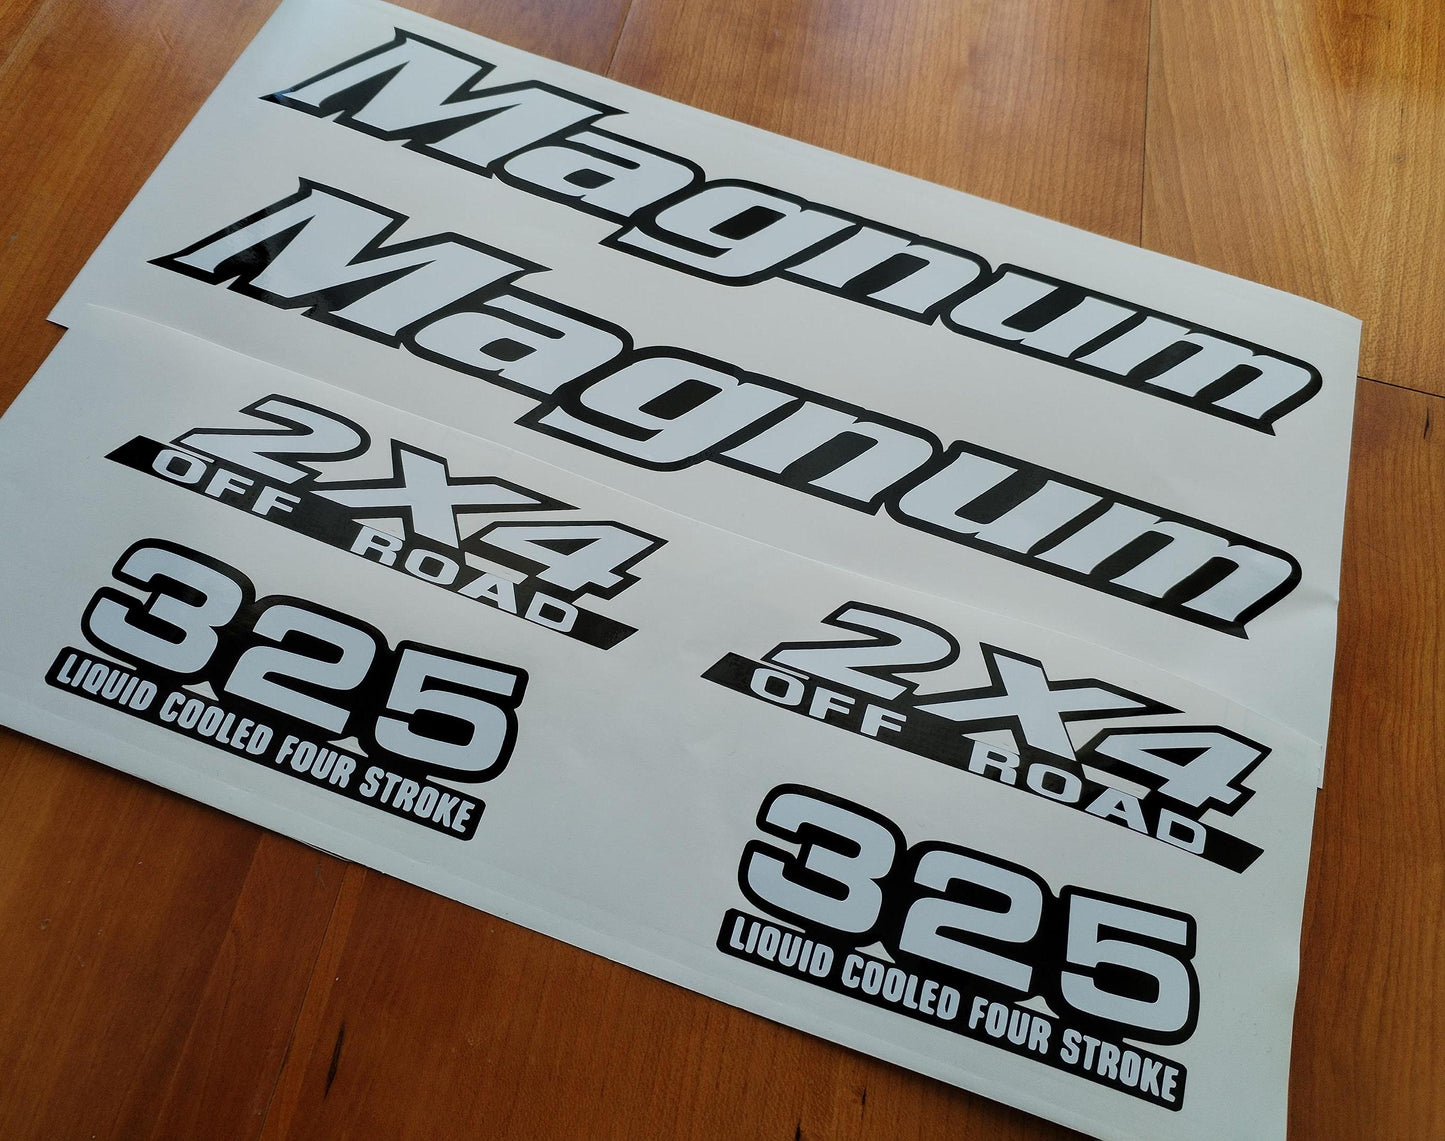 Magnum
Magnum
2X4
OFF ROAD
325
LIQUID COOLED FOUR STROKE
2X4
OFF ROAD
325
LIQUID COOLED FOUR STROKE